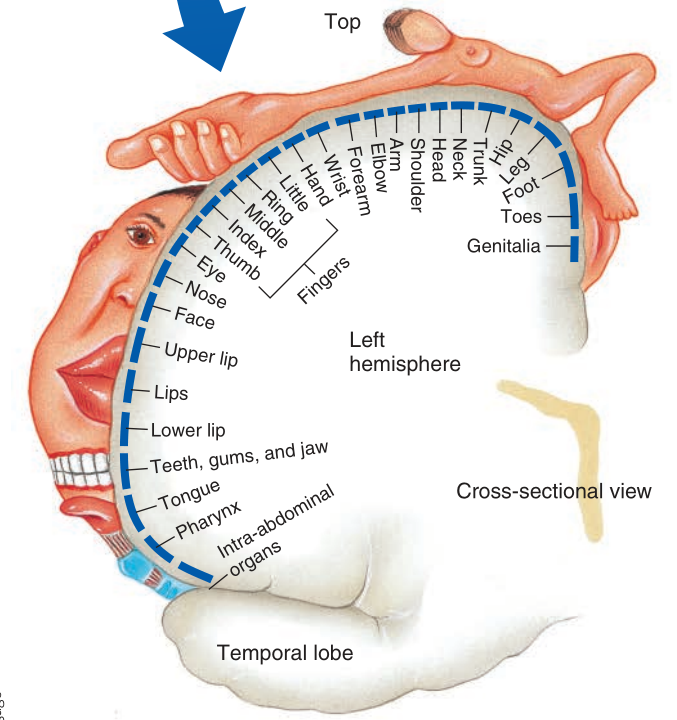 Top
Genitalia
Toes
Foot
Leg
Hip
Trunk
Neck
Head
Shoulder
Arm
Elbow
Forearm
Wrist
Hand
Little
Ring
Middle
Index
Thumb
Fingers
Eye
Nose
Face
Upper lip
Lips
Lower lip
Teeth, gums, and jaw
Tongue
Pharynx
Intra-abdominal
organs
Left
hemisphere
Cross-sectional view
Temporal lobe